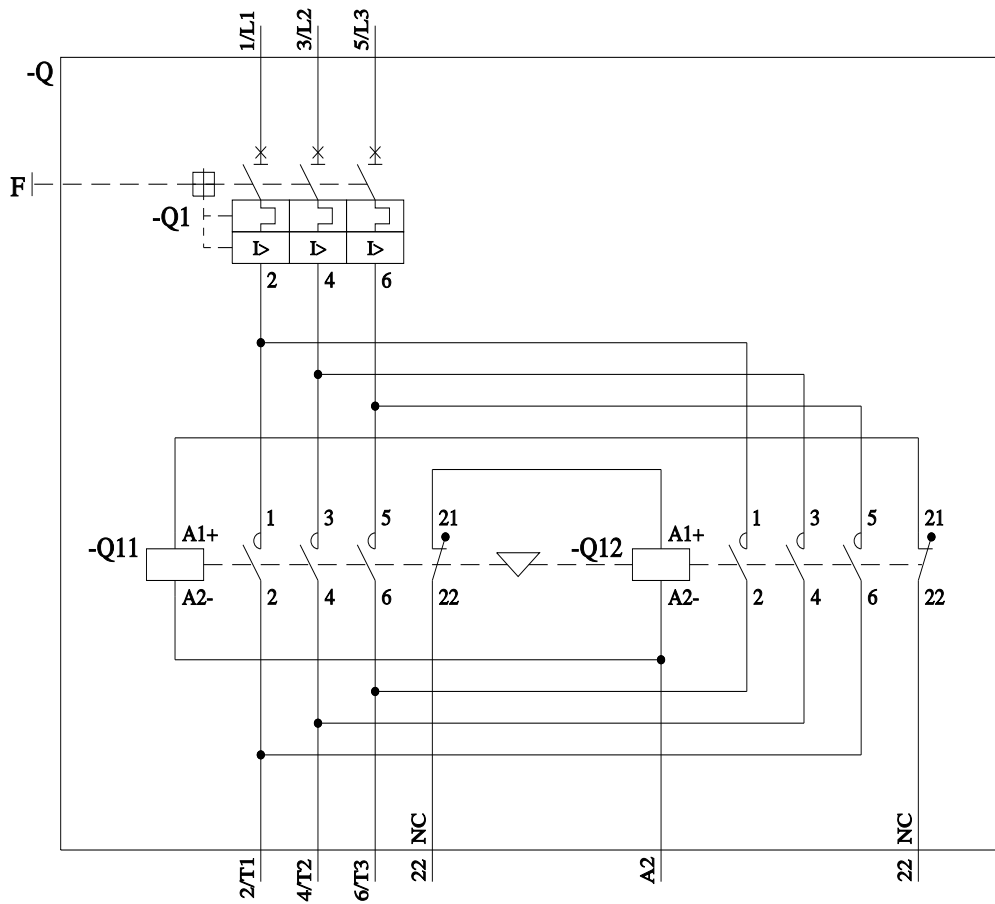 1/L1 3/L2 5/L3
-Q
F
-Q1
I> I> I>
2 4 6
1 3 5 21 1 3 5 21
A1+ A1+
-Q11 -Q12
A2- 2 4 6 22 A2- 2 4 6 22
NC NC
2/T1 4/T2 6/T3 22 A2 22